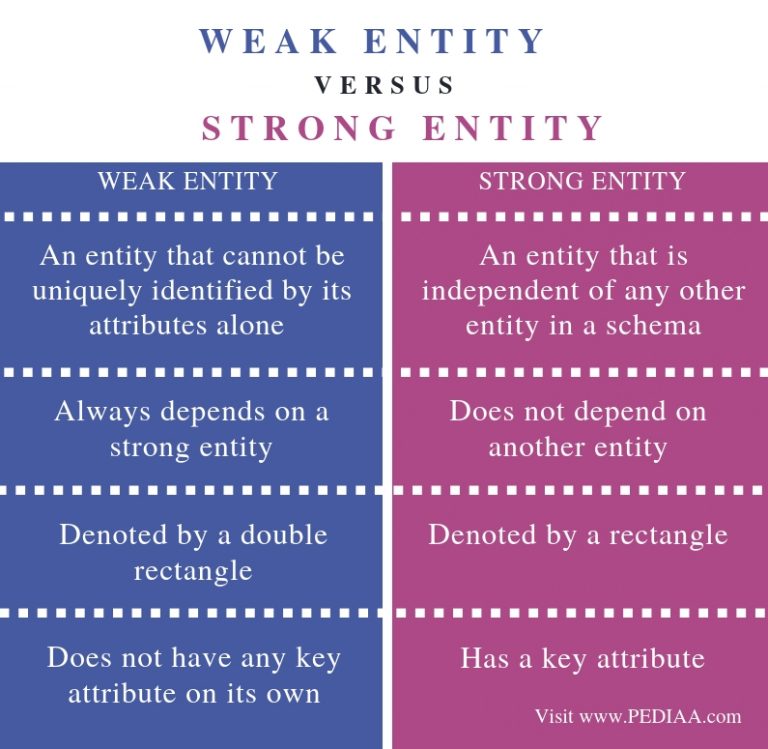 WEAK ENTITY
VERSUS
STRONG ENTITY
WEAK ENTITY
STRONG ENTITY
An entity that cannot be
uniquely identified by its
attributes alone
An entity that is
independent of any other
entity in a schema
Always depends on a
strong entity
Does not depend on
another entity
Denoted by a double
rectangle
Denoted by a rectangle
Does not have any key
attribute on its own
Has a key attribute
Visit www.PEDIAA.com